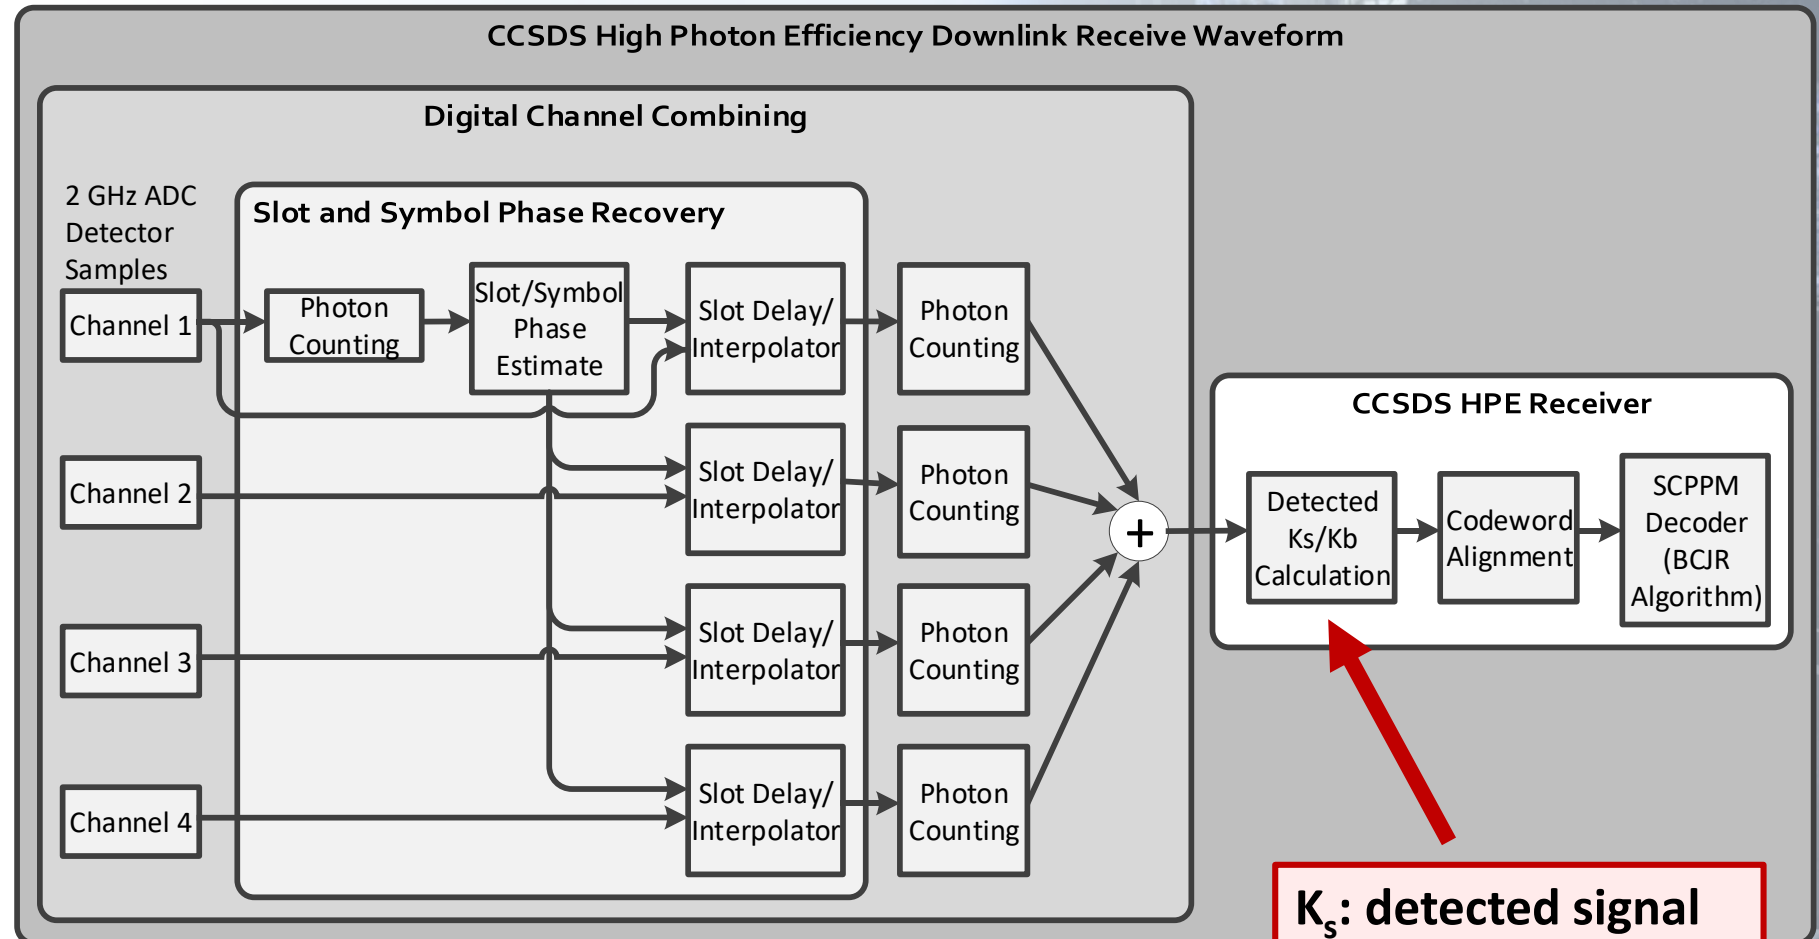 CCSDS High Photon Efficiency Downlink Receive Waveform
Digital Channel Combining
2 GHz ADC
Detector
Samples
Slot and Symbol Phase Recovery
Channel 1
Photon
Counting
Slot/Symbol
Phase
Estimate
Slot Delay/
Interpolator
Photon
Counting
Channel 2
Slot Delay/
Interpolator
Photon
Counting
Channel 3
Slot Delay/
Interpolator
Photon
Counting
Channel 4
Slot Delay/
Interpolator
Photon
Counting
+
CCSDS HPE Receiver
Detected
Ks/Kb
Calculation
Codeword
Alignment
SCPPM
Decoder
(BCJR
Algorithm)
Ks: detected signal